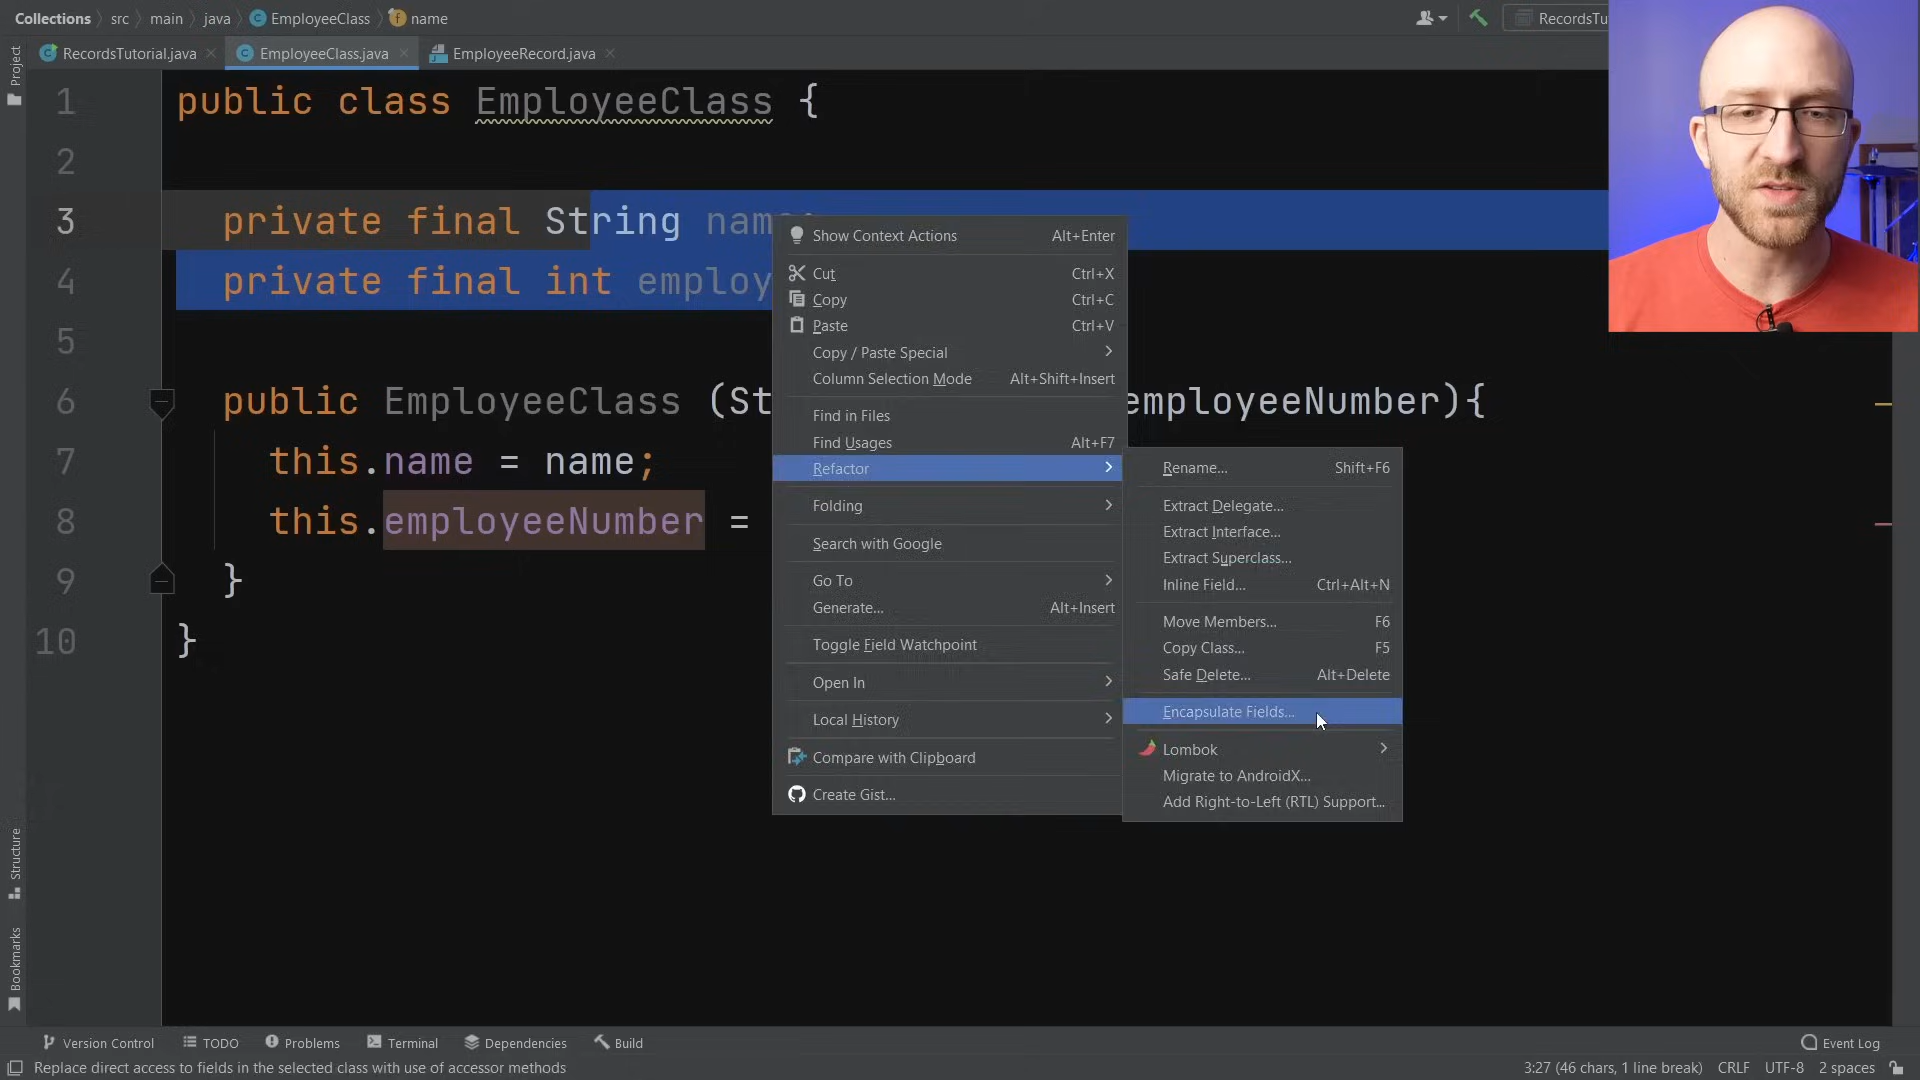 Collections src main java EmployeeClass name
RecordsTu
RecordsTutorial.java EmployeeClass.java EmployeeRecord.java
Project
1 public class EmployeeClass {
2
3 private final String name;
4 private final int employ
5
6 public EmployeeClass (St employeeNumber){
7 this.name = name;
8 this.employeeNumber =
9 }
10 }
Show Context Actions Alt+Enter
Cut Ctrl+X
Copy Ctrl+C
Paste Ctrl+V
Copy / Paste Special
Column Selection Mode Alt+Shift+Insert
Find in Files
Find Usages Alt+F7
Refactor
Folding
Search with Google
Go To
Generate... Alt+Insert
Toggle Field Watchpoint
Open In
Local History
Compare with Clipboard
Create Gist...
Rename... Shift+F6
Extract Delegate...
Extract Interface...
Extract Superclass...
Inline Field... Ctrl+Alt+N
Move Members... F6
Copy Class... F5
Safe Delete... Alt+Delete
Encapsulate Fields...
Lombok
Migrate to AndroidX...
Add Right-to-Left (RTL) Support...
Structure
Bookmarks
Version Control TODO Problems Terminal Dependencies Build Event Log
Replace direct access to fields in the selected class with use of accessor methods 3:27 (46 chars, 1 line break) CRLF UTF-8 2 spaces